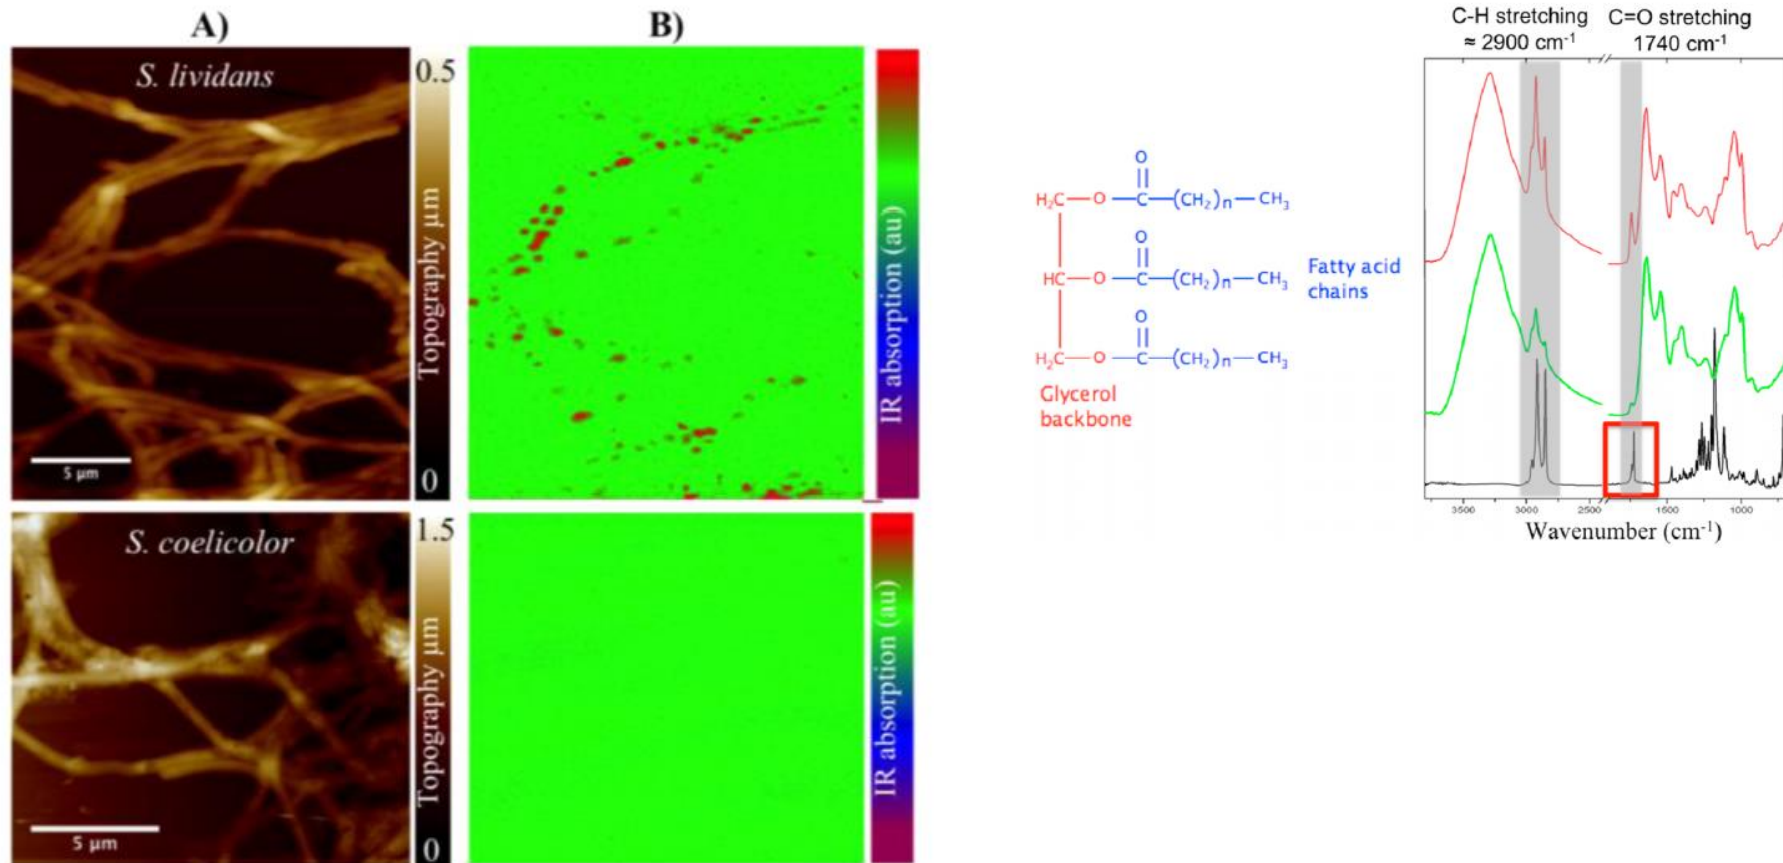 A)
B)
S. lividans
0.5
Topography µm
0
5 µm
IR absorption (au)
S. coelicolor
1.5
Topography µm
0
5 µm
IR absorption (au)
O
H₂C—O—C—(CH₂)n—CH₃
O
HC—O—C—(CH₂)n—CH₃
O
H₂C—O—C—(CH₂)n—CH₃
Fatty acid
chains
Glycerol
backbone
C-H stretching
≈ 2900 cm⁻¹
C=O stretching
1740 cm⁻¹
3500 3000 2500 1500 1000
Wavenumber (cm⁻¹)